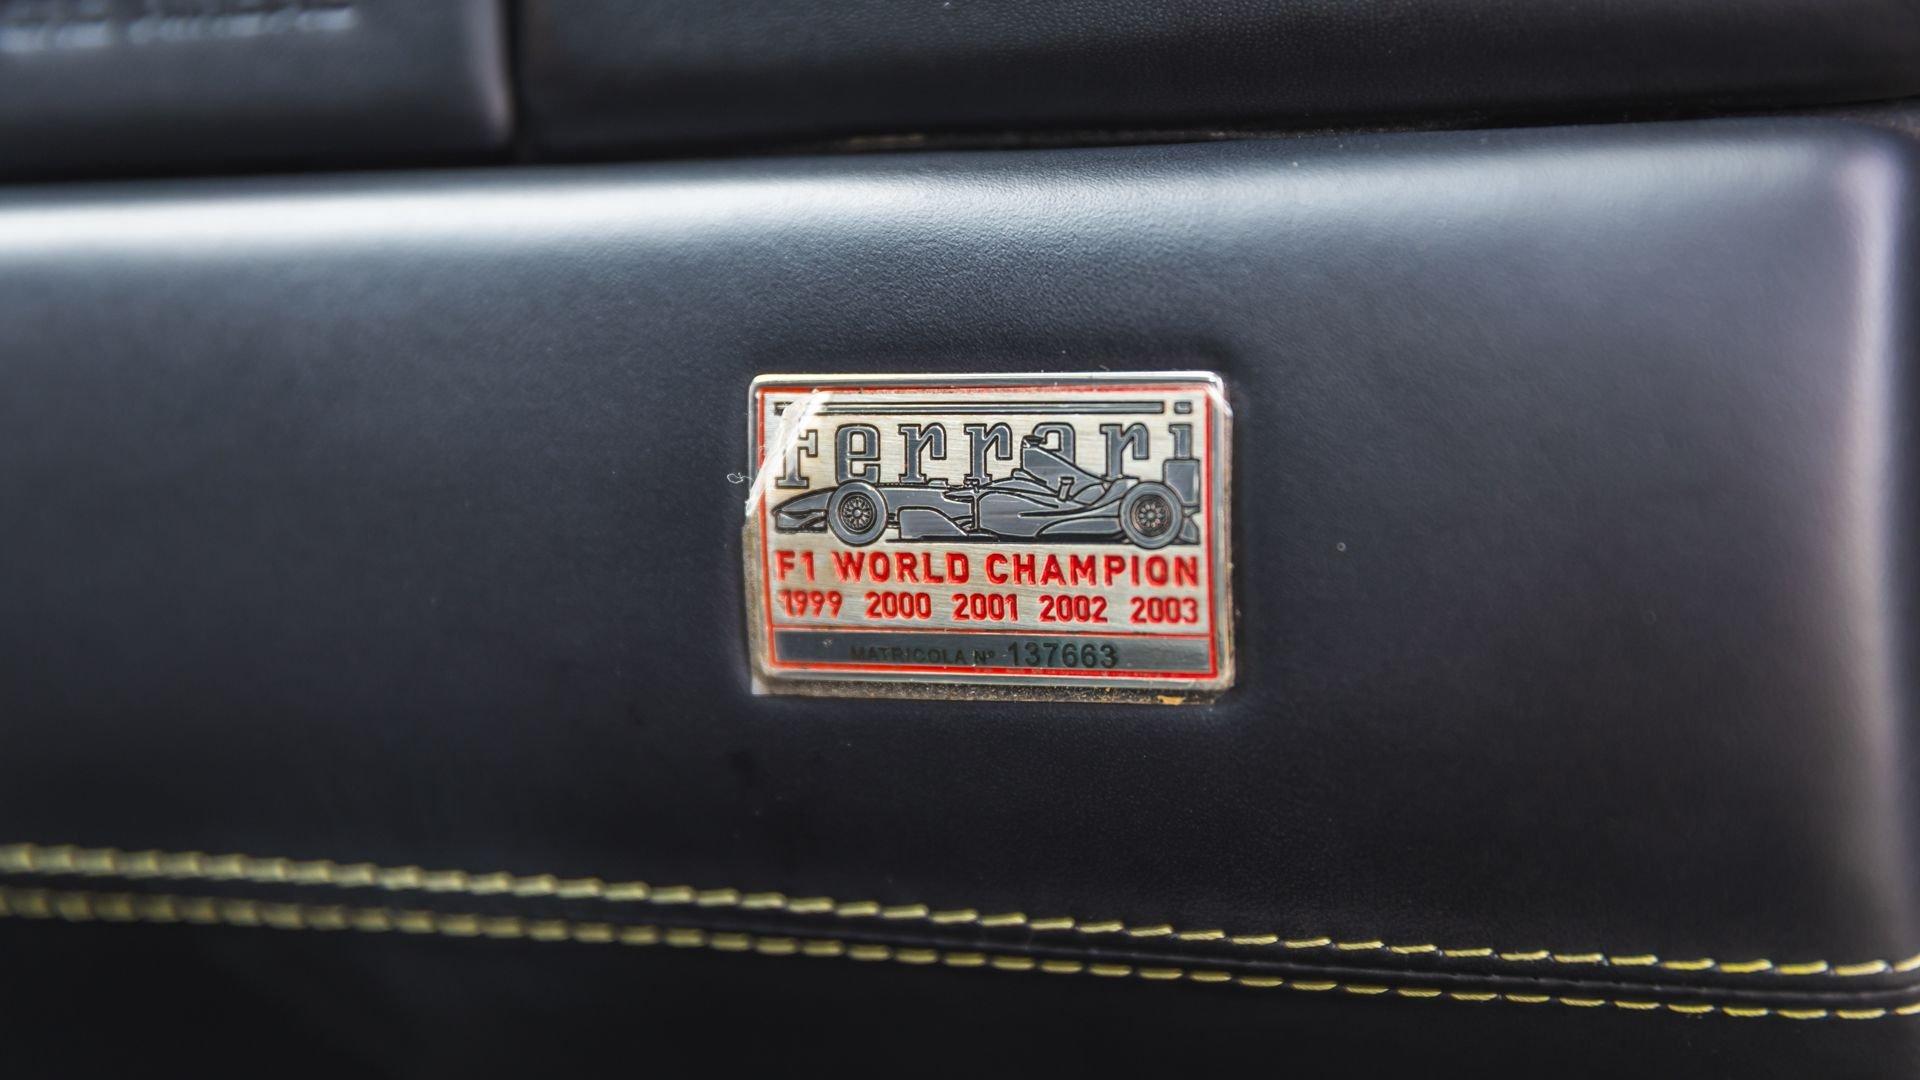 Ferrari
F1 WORLD CHAMPION
1999 2000 2001 2002 2003
MATRICOLA Nº 137663